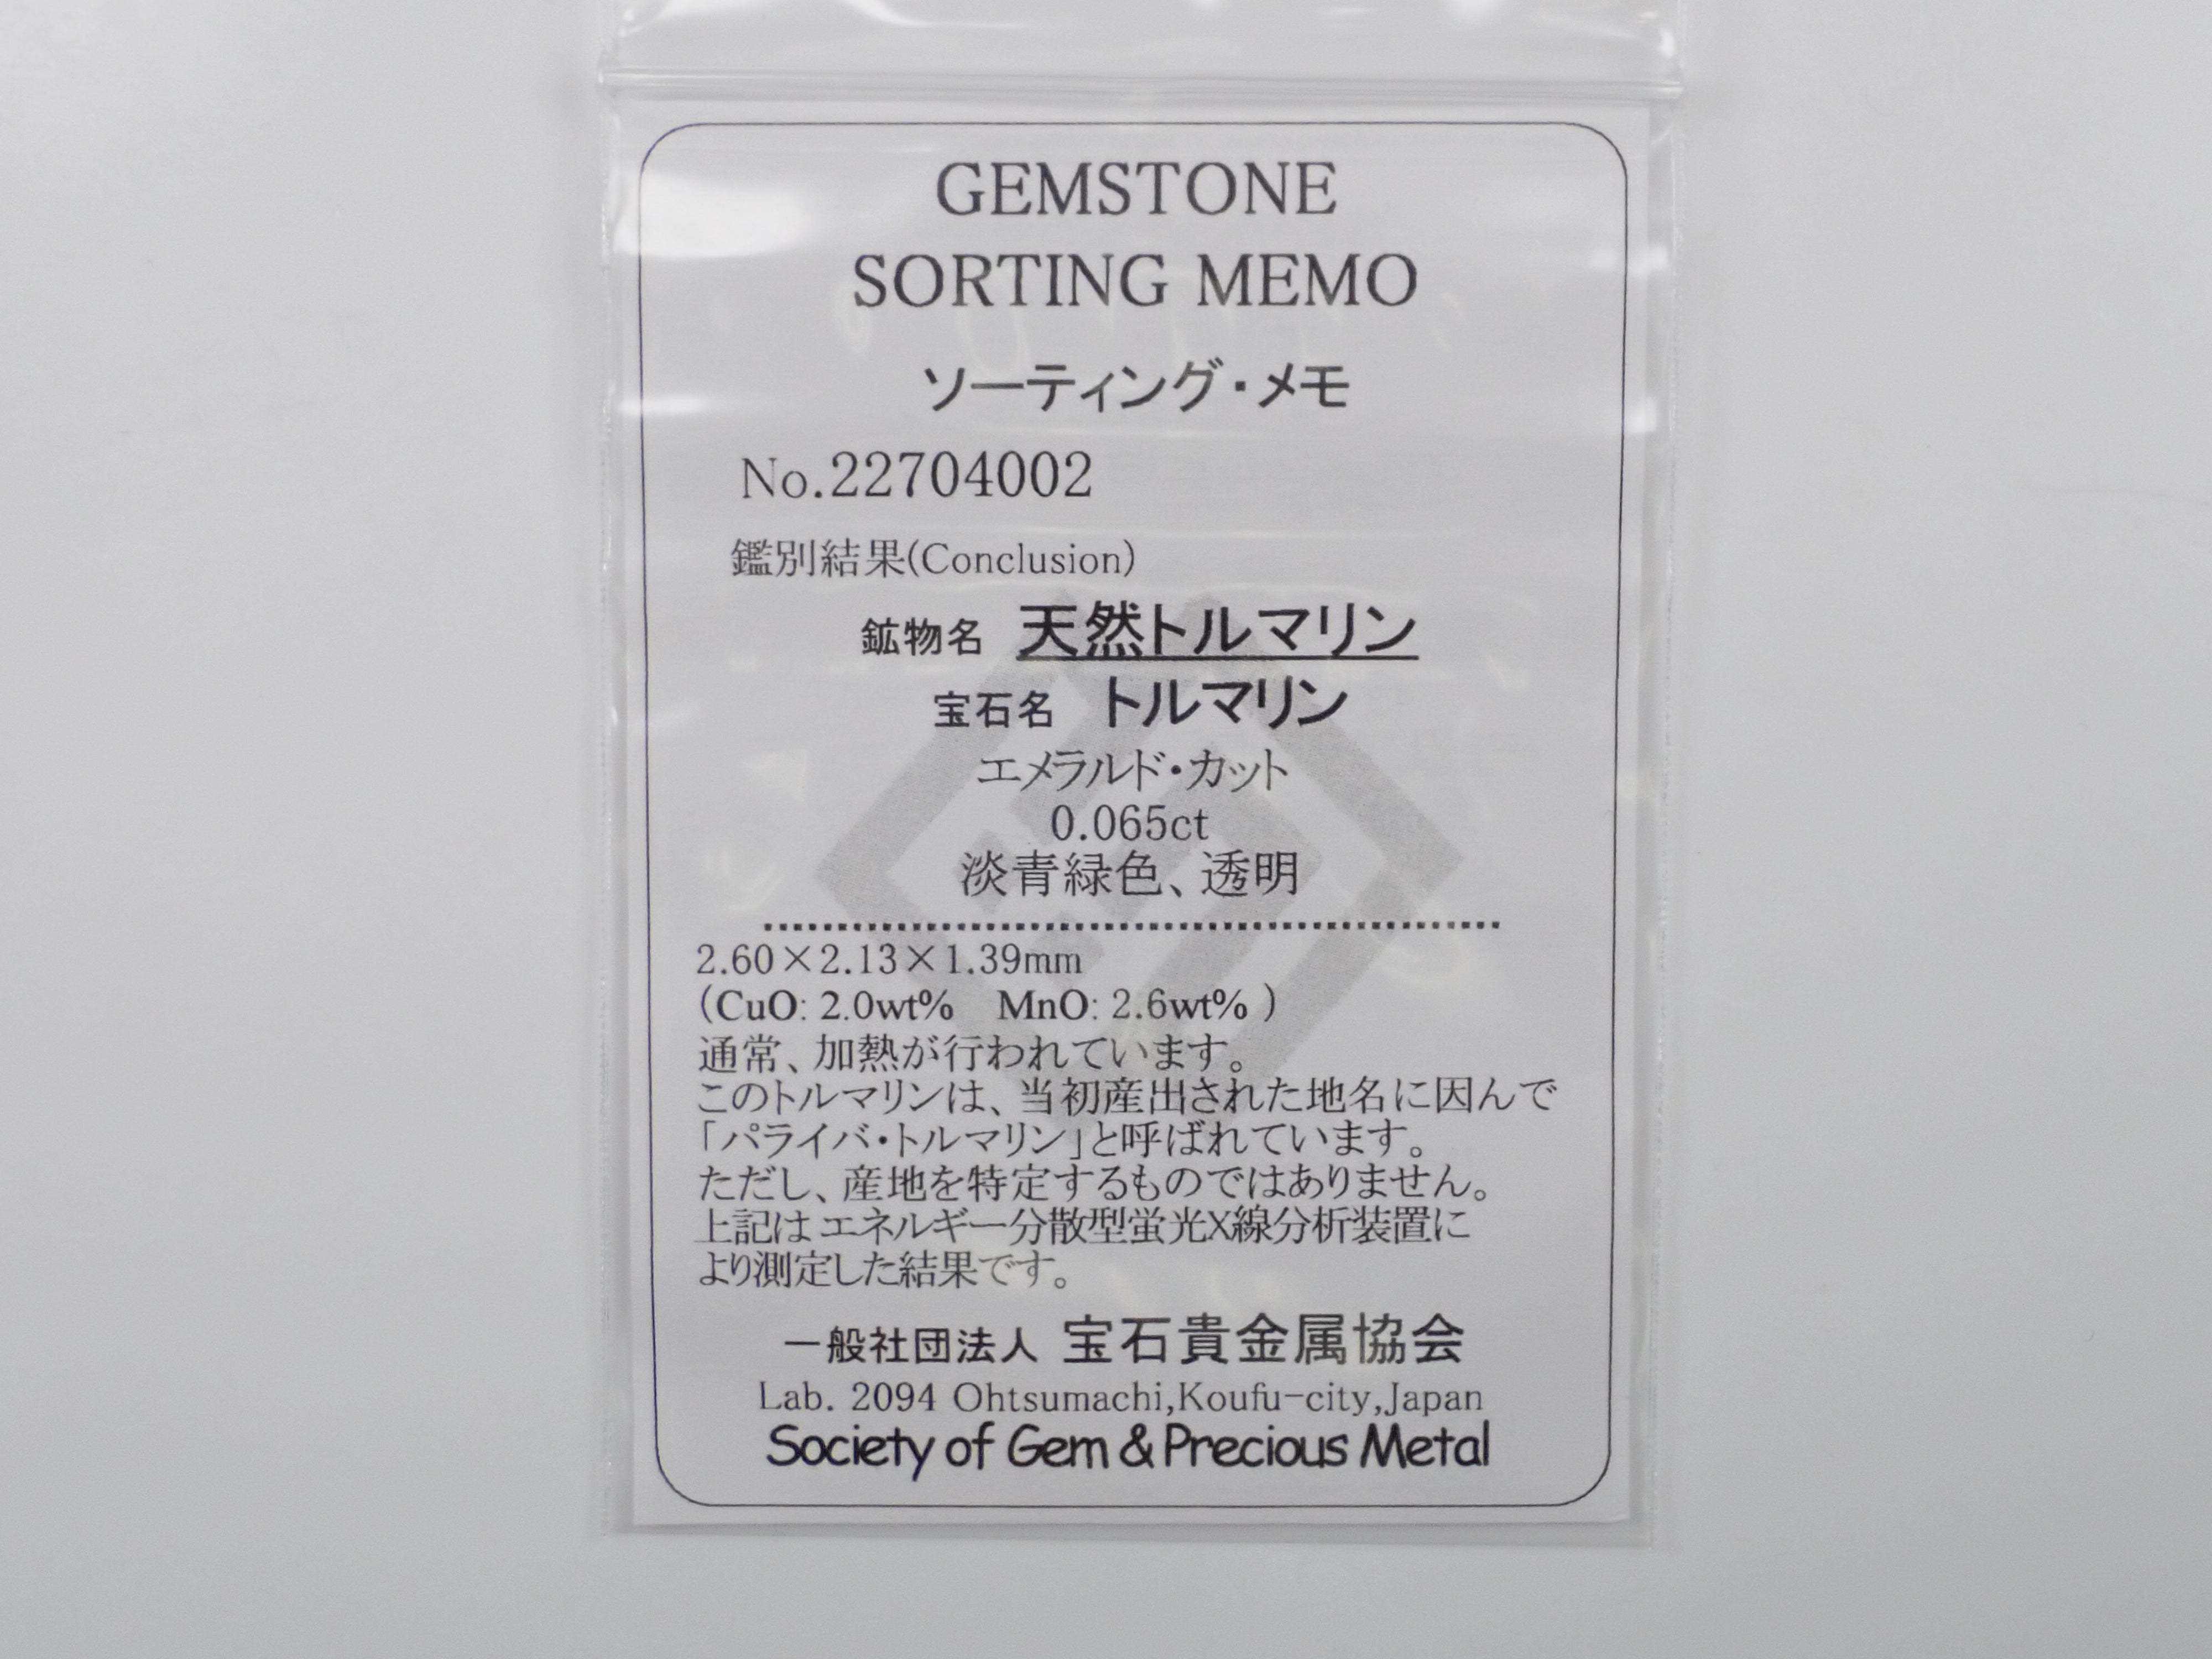 GEMSTONE
SORTING MEMO
ソーティング・メモ
No.22704002
鑑別結果(Conclusion)
鉱物名 天然トルマリン
宝石名 トルマリン
エメラルド・カット
0.065ct
淡青緑色、透明
2.60×2.13×1.39mm
(CuO: 2.0wt% MnO: 2.6wt% )
通常、加熱が行われています。
このトルマリンは、当初産出された地名に因んで
「パライバ・トルマリン」と呼ばれています。
ただし、産地を特定するものではありません。
上記は エネルギー分散型蛍光X線分析装置に
より測定した結果です。
一般社団法人 宝石貴金属協会
Lab. 2094 Ohtsumachi,Koufu-city,Japan
Society of Gem & Precious Metal